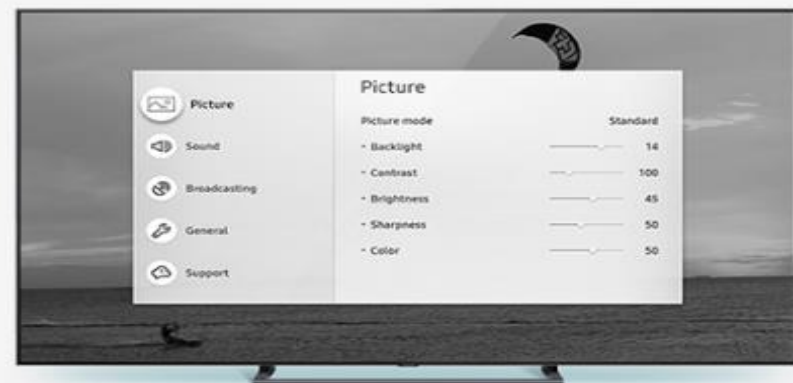 Picture
Sound
Broadcasting
General
Support
Picture
Picture mode Standard
- Backlight 14
- Contrast 100
- Brightness 45
- Sharpness 50
- Color 50